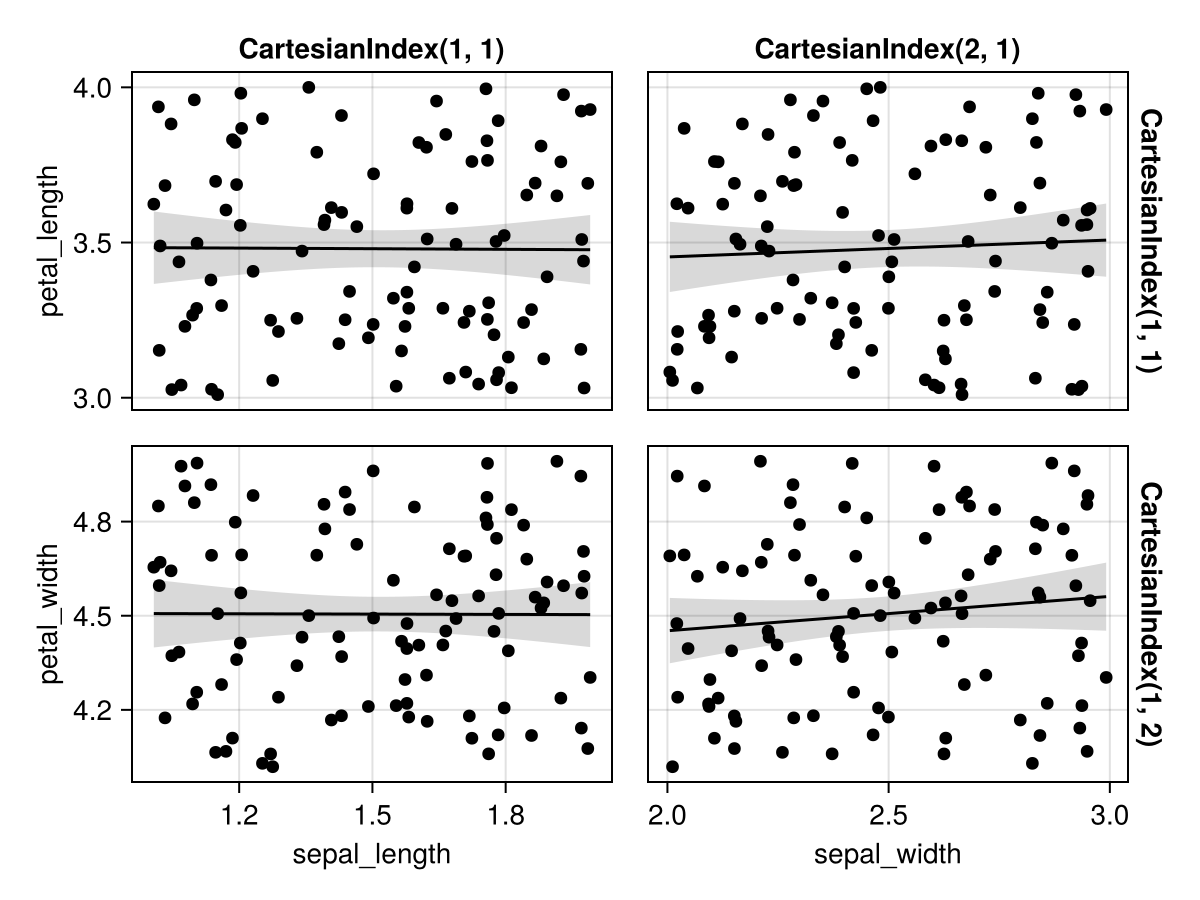 CartesianIndex(1, 1)
CartesianIndex(2, 1)
petal_length
4.0
3.5
3.0
CartesianIndex(1, 1)
petal_width
4.8
4.5
4.2
CartesianIndex(1, 2)
1.2
1.5
1.8
2.0
2.5
3.0
sepal_length
sepal_width